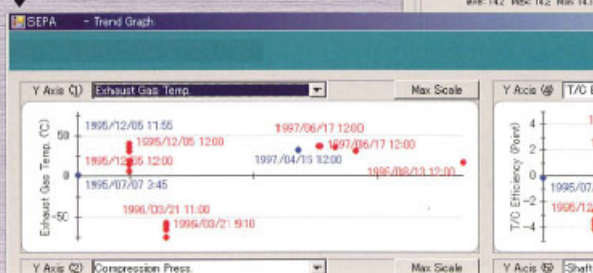 SEPA - Trend Graph
Y Axis (1) Exhaust Gas Temp. Max Scale
Exhaust Gas Temp. (°C)
50
0
-50
1995/12/05 11:55
1995/12/05 12:00
1995/12/05 12:00
1995/07/07 3:45
1996/03/21 11:00
1996/03/21 9:10
1997/06/17 12:00
1997/06/17 12:00
1997/04/15 12:00
1996/08/13 12:00
Y Axis (4) T/C E
T/C Efficiency (Point)
4
2
0
-2
-4
1995/07
1995/12
Y Axis (2) Compression Press. Max Scale
Y Axis (5) Shaft